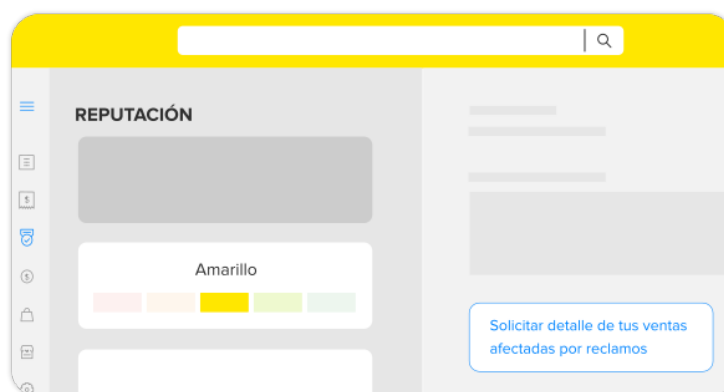 REPUTACIÓN
Amarillo
Solicitar detalle de tus ventas
afectadas por reclamos